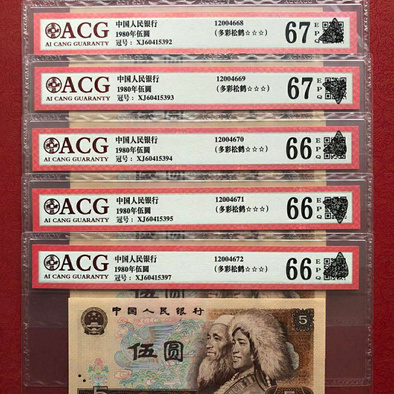 ACG
AI CANG GUARANTY
中国人民银行
1980年伍圆
冠号：XJ60415392
12004668
(多彩松鹤☆☆☆)
67 EPQ
ACG
AI CANG GUARANTY
中国人民银行
1980年伍圆
冠号：XJ60415393
12004669
(多彩松鹤☆☆☆)
67 EPQ
ACG
AI CANG GUARANTY
中国人民银行
1980年伍圆
冠号：XJ60415394
12004670
(多彩松鹤☆☆☆)
66 EPQ
ACG
AI CANG GUARANTY
中国人民银行
1980年伍圆
冠号：XJ60415395
12004671
(多彩松鹤☆☆☆)
66 EPQ
ACG
AI CANG GUARANTY
中国人民银行
1980年伍圆
冠号：XJ60415397
12004672
(多彩松鹤☆☆☆)
66 EPQ
中国人民银行
5
伍圆